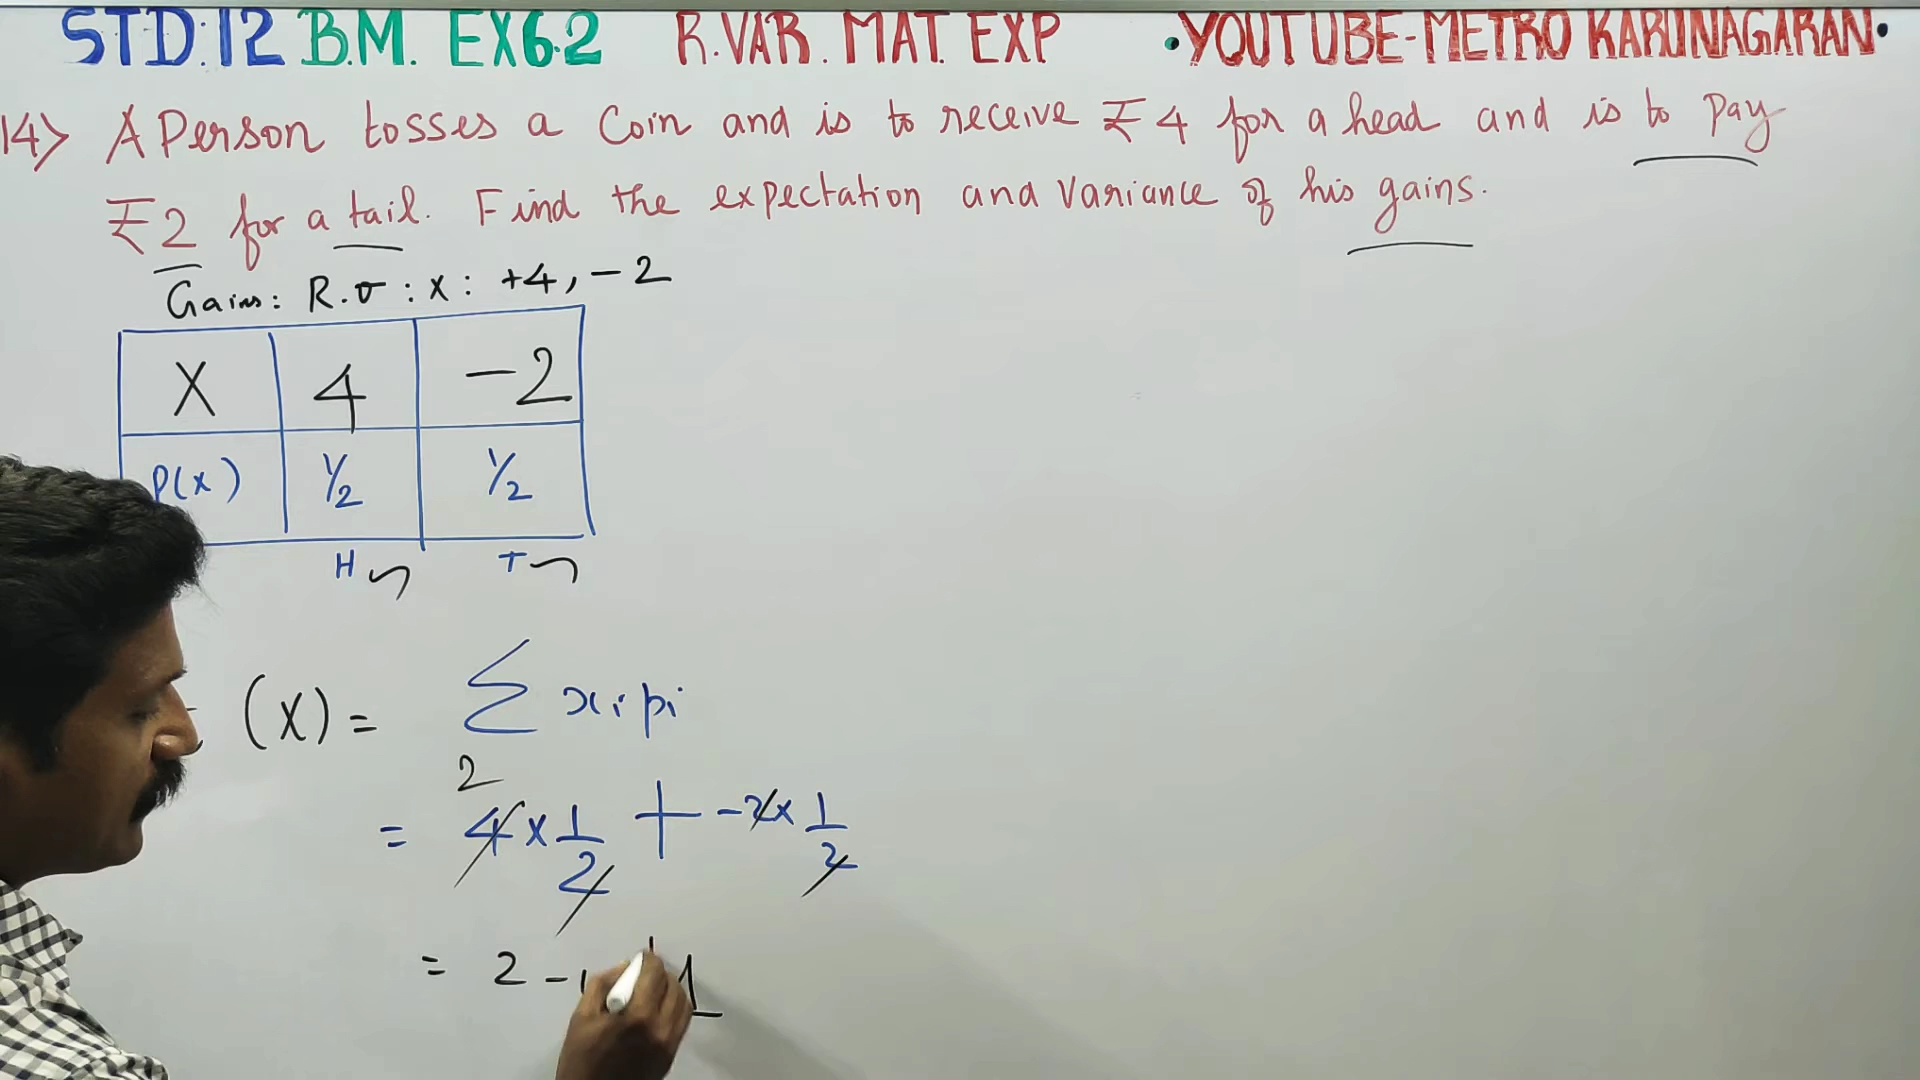 STD:12 B.M. EX6.2 R.VAR. MAT. EXP •YOUTUBE-METRO KARUNAGARAN•
14) A Person tosses a Coin and is to receive ₹4 for a head and is to pay
₹2 for a tail. Find the expectation and Variance of his gains.
Gains: R.v : X : +4, -2
X 4 -2
P(x) 1/2 1/2
H T
(X) = Σ xi pi
2
= 4 x 1/2 + -2 x 1/2
= 2 - 1